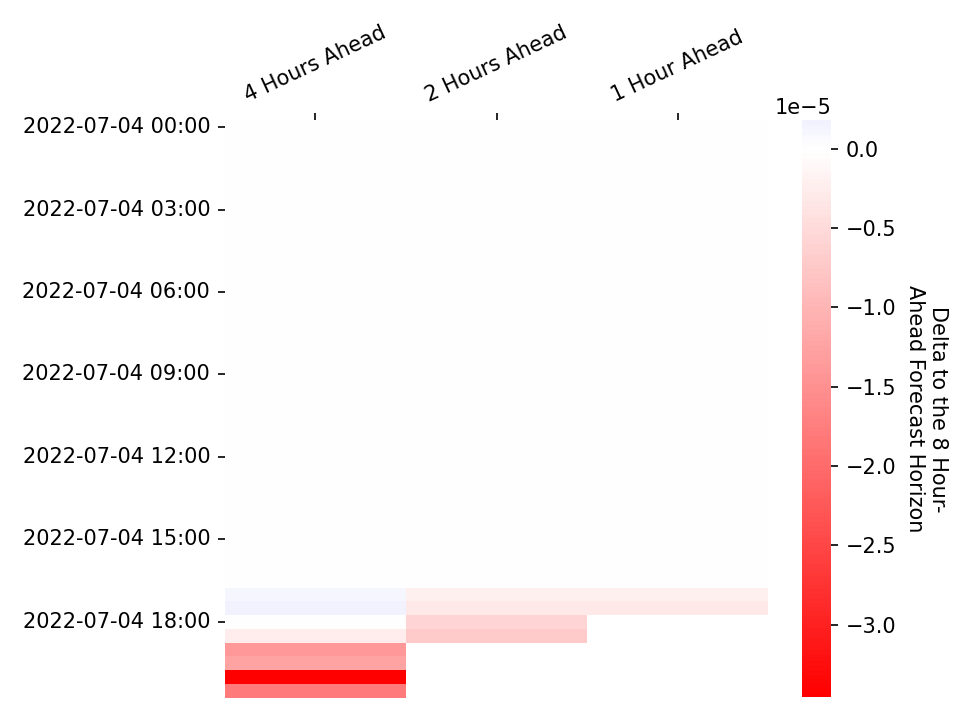 4 Hours Ahead
2 Hours Ahead
1 Hour Ahead
1e−5
2022-07-04 00:00
2022-07-04 03:00
2022-07-04 06:00
2022-07-04 09:00
2022-07-04 12:00
2022-07-04 15:00
2022-07-04 18:00
0.0
−0.5
−1.0
−1.5
−2.0
−2.5
−3.0
Delta to the 8 Hour-
Ahead Forecast Horizon